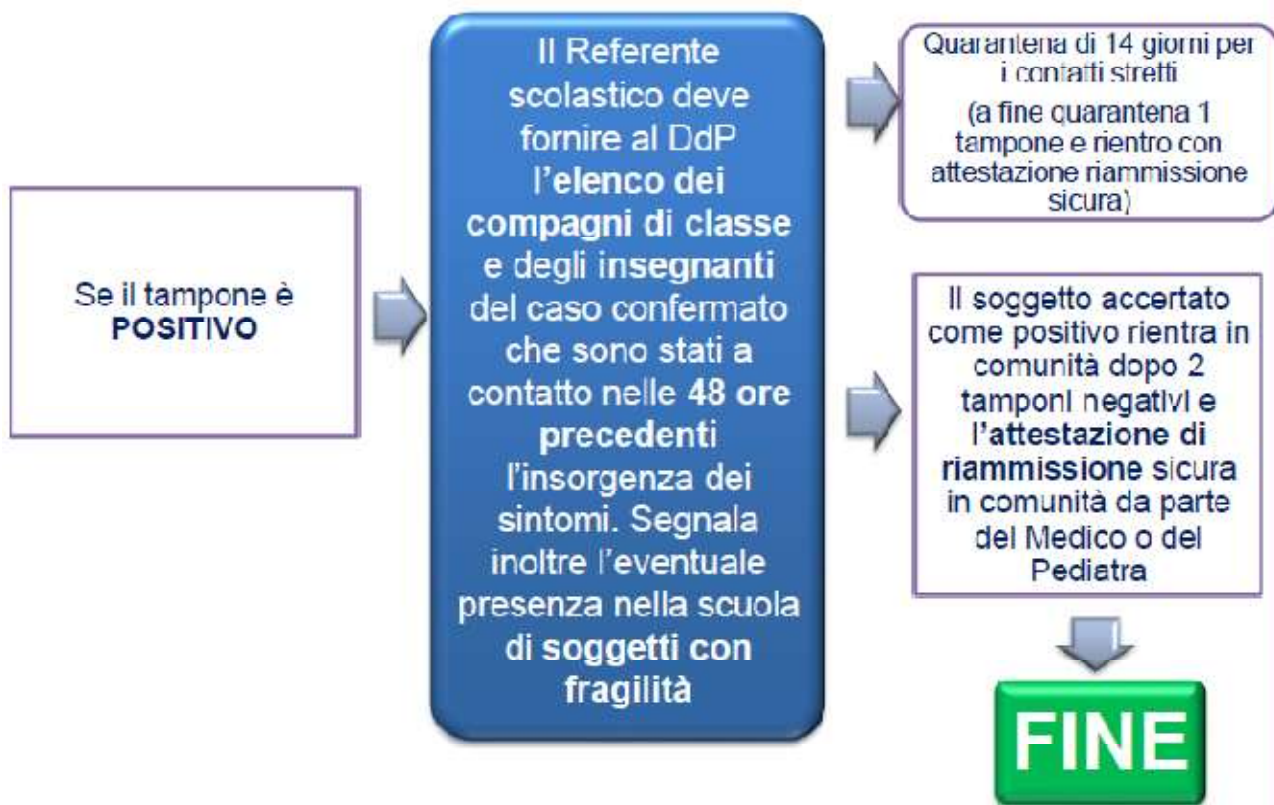 Se il tampone è
POSITIVO
Il Referente
scolastico deve
fornire al DdP
l'elenco dei
compagni di classe
e degli insegnanti
del caso confermato
che sono stati a
contatto nelle 48 ore
precedenti
l'insorgenza dei
sintomi. Segnala
inoltre l'eventuale
presenza nella scuola
di soggetti con
fragilità
Quarantena di 14 giorni per
i contatti stretti
(a fine quarantena 1
tampone e rientro con
attestazione riammissione
sicura)
Il soggetto accertato
come positivo rientra in
comunità dopo 2
tamponi negativi e
l'attestazione di
riammissione sicura
in comunità da parte
del Medico o del
Pediatra
FINE